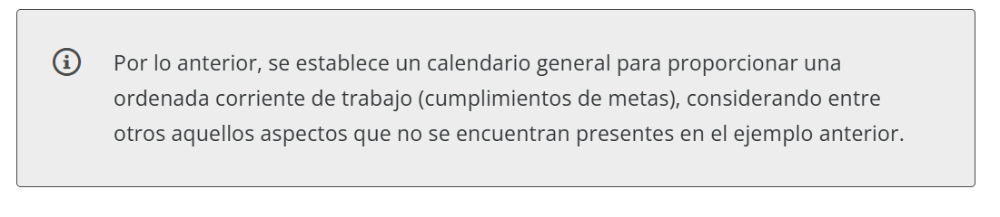 Por lo anterior, se establece un calendario general para proporcionar una
ordenada corriente de trabajo (cumplimientos de metas), considerando entre
otros aquellos aspectos que no se encuentran presentes en el ejemplo anterior.